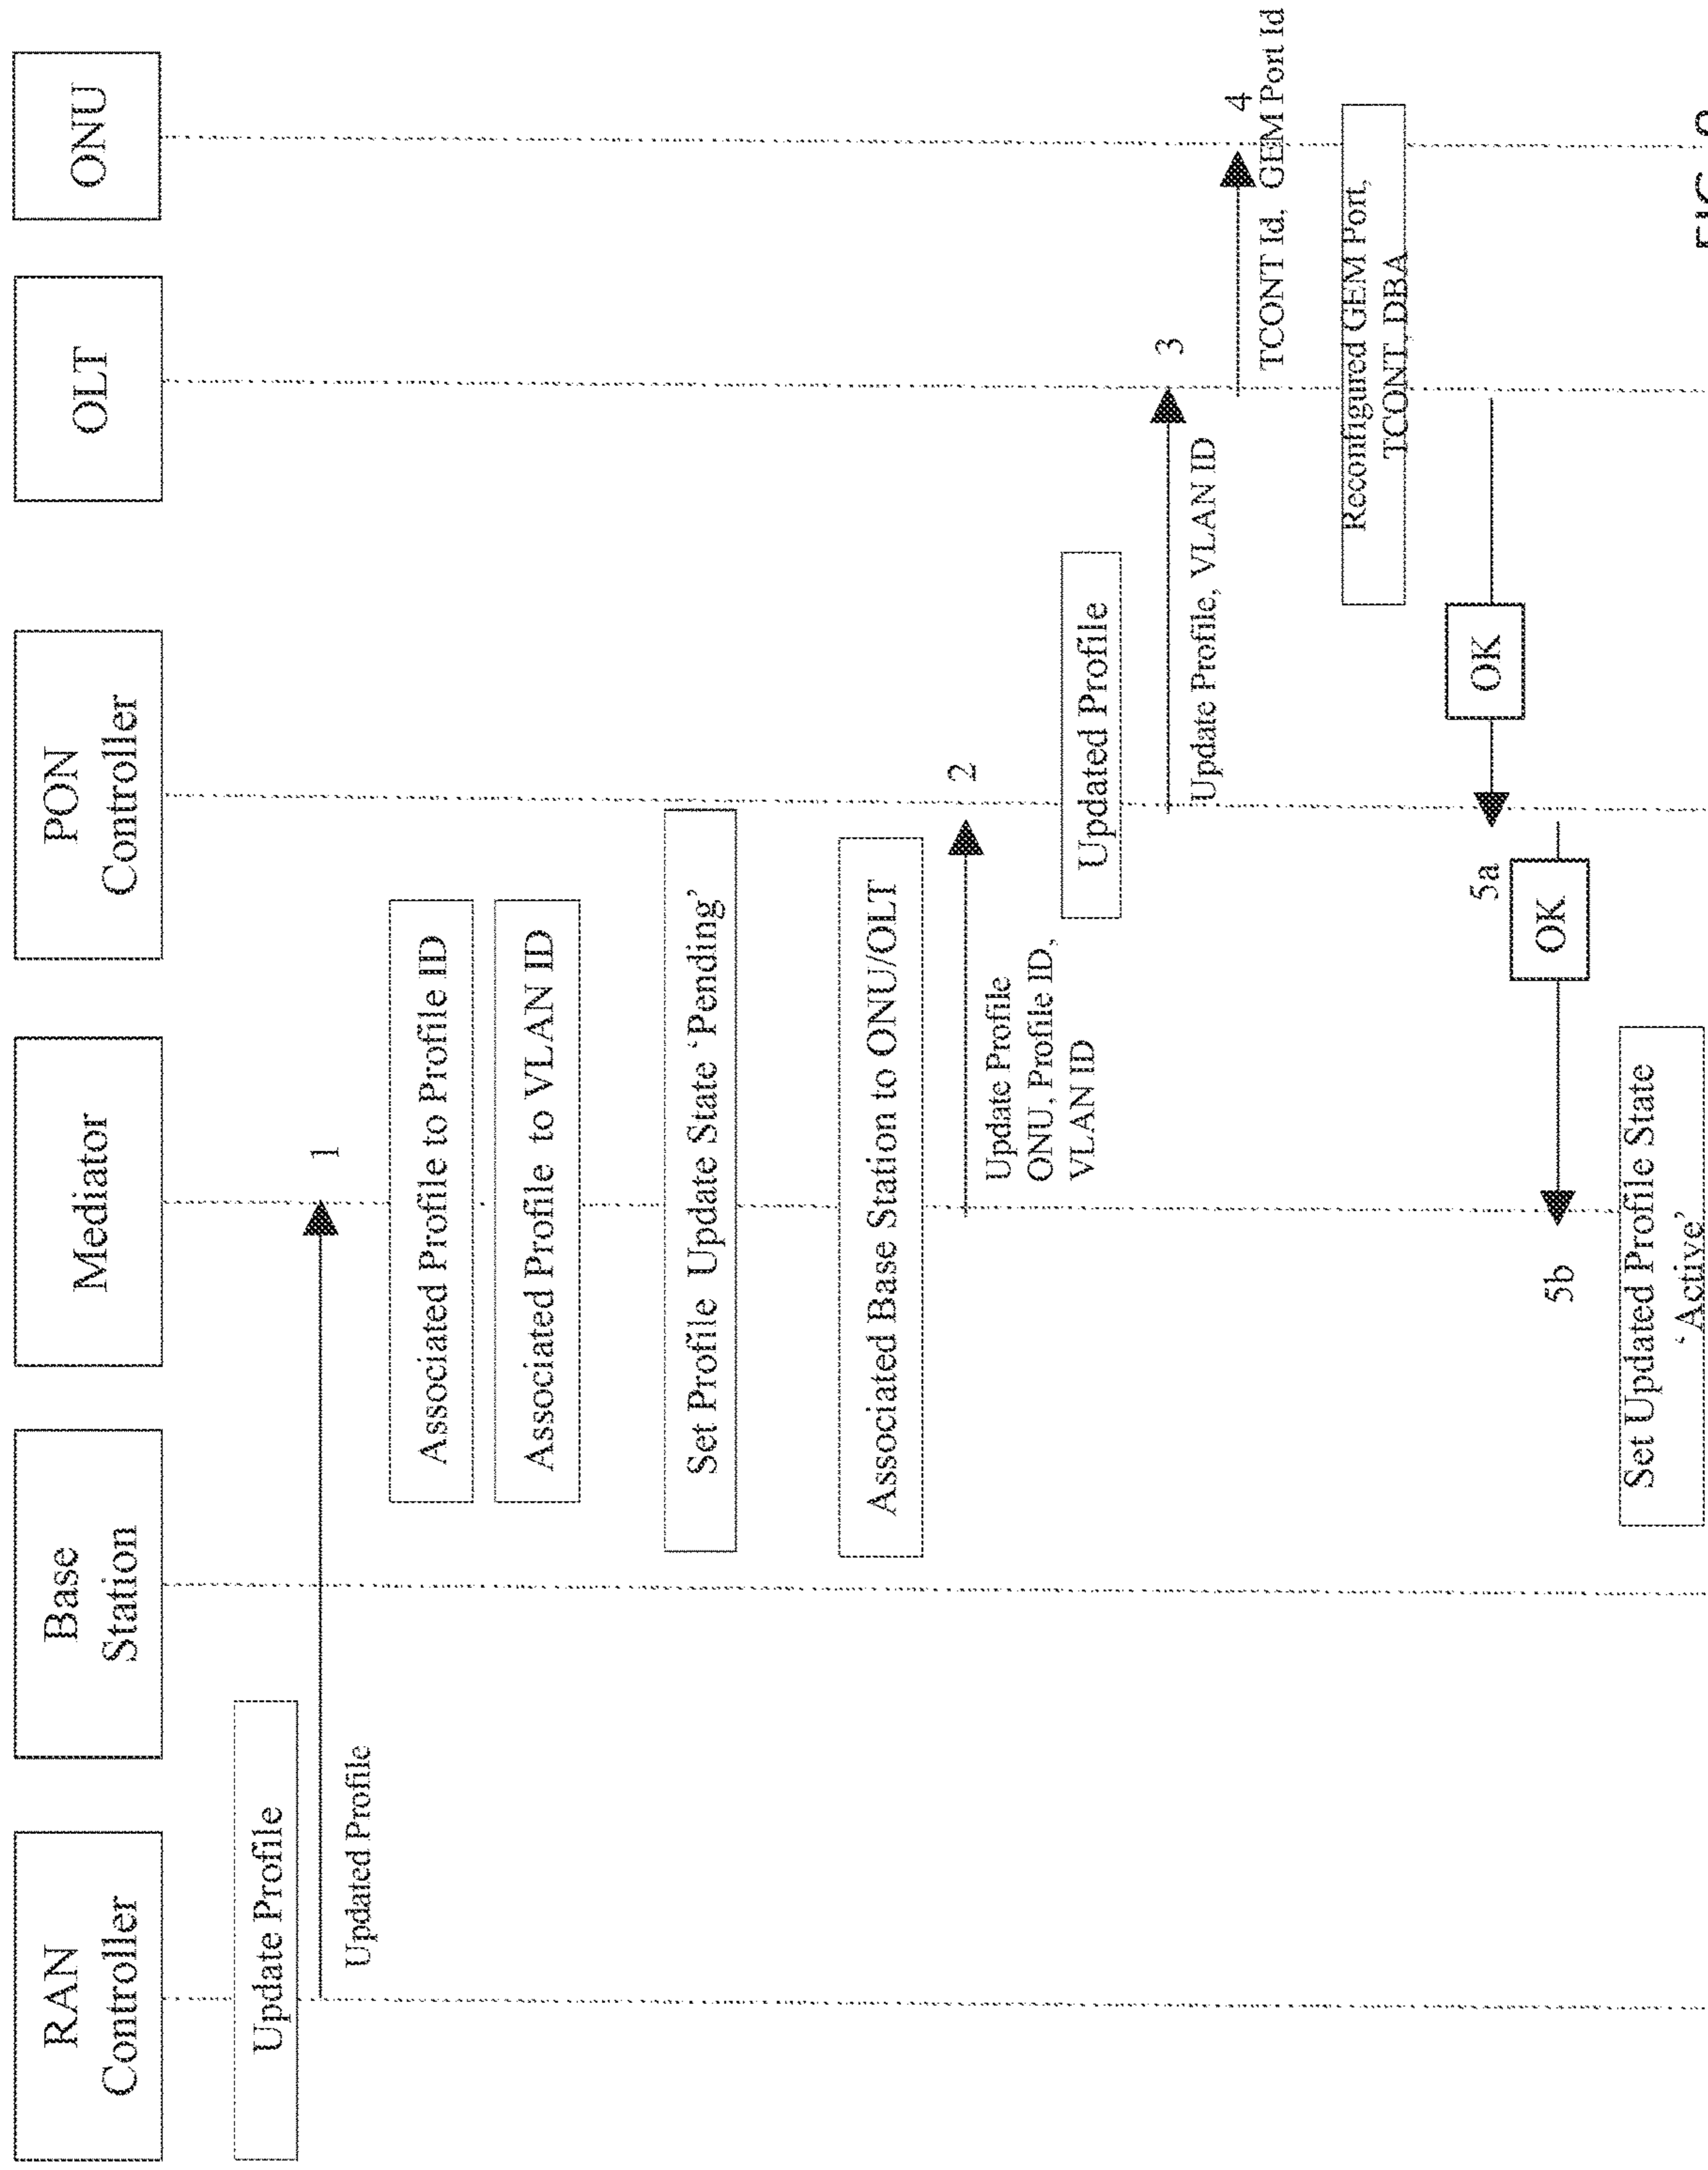 RAN
Controller
Base
Station
Mediator
PON
Controller
OLT
ONU
Update Profile
1
Updated Profile
Associated Profile to Profile ID
Associated Profile to VLAN ID
Set Profile Update State ‘Pending’
Associated Base Station to ONU/OLT
2
Update Profile
ONU, Profile ID,
VLAN ID
Updated Profile
3
Update Profile, VLAN ID
4
TCONT Id, GEM Port Id
Reconfigured GEM Port,
TCONT, DBA
OK
5a
OK
5b
Set Updated Profile State
‘Active’